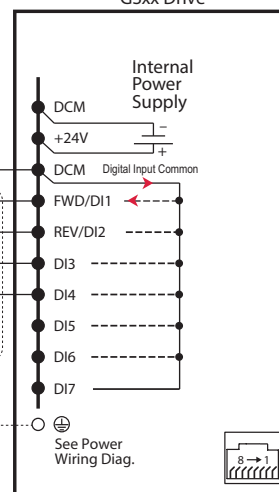 GSxx Drive
Internal
Power
Supply
DCM
–
+24V
+
DCM
Digital Input Common
FWD/DI1
REV/DI2
DI3
DI4
DI5
DI6
DI7
See Power
Wiring Diag.
8→1